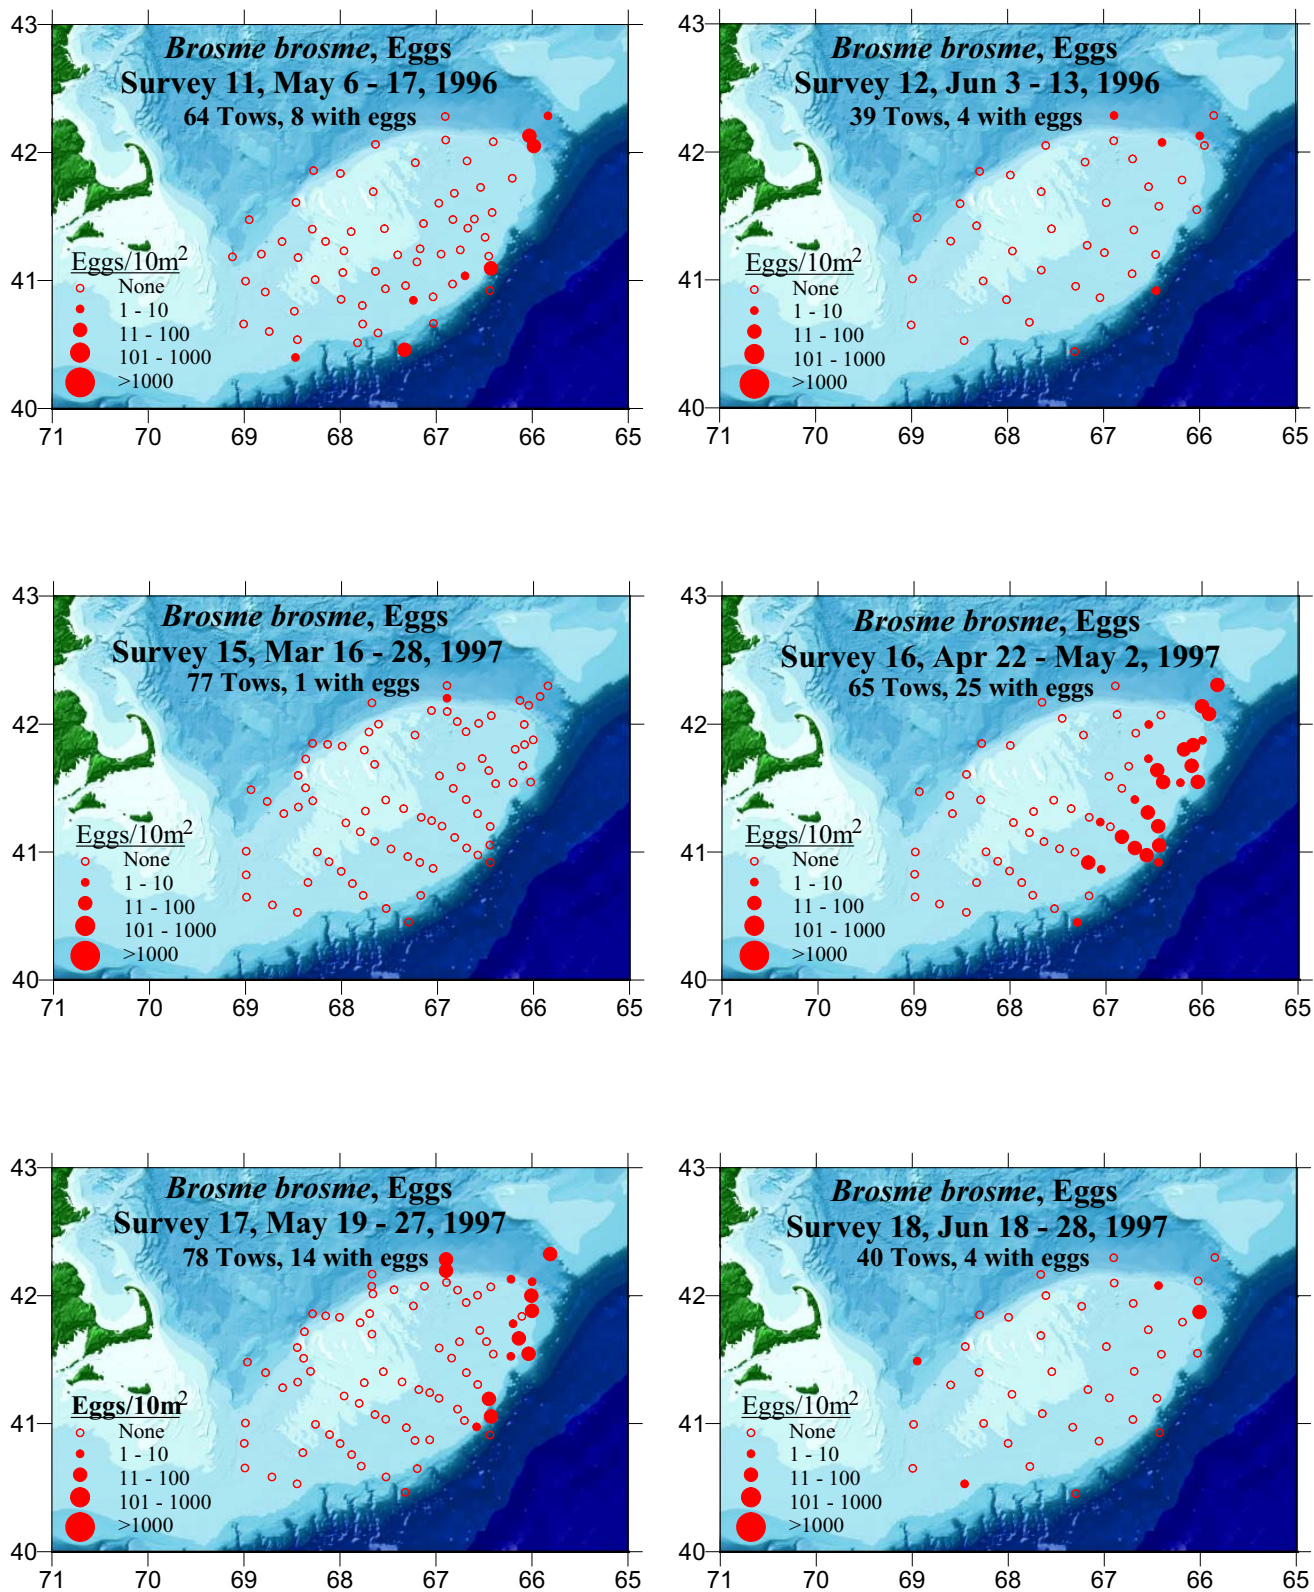 Brosme brosme, Eggs
Survey 11, May 6 - 17, 1996
64 Tows, 8 with eggs
Eggs/10m2
None
1 - 10
11 - 100
101 - 1000
>1000
43
42
41
40
71 70 69 68 67 66 65
Brosme brosme, Eggs
Survey 12, Jun 3 - 13, 1996
39 Tows, 4 with eggs
Eggs/10m2
None
1 - 10
11 - 100
101 - 1000
>1000
43
42
41
40
71 70 69 68 67 66 65
Brosme brosme, Eggs
Survey 15, Mar 16 - 28, 1997
77 Tows, 1 with eggs
Eggs/10m2
None
1 - 10
11 - 100
101 - 1000
>1000
43
42
41
40
71 70 69 68 67 66 65
Brosme brosme, Eggs
Survey 16, Apr 22 - May 2, 1997
65 Tows, 25 with eggs
Eggs/10m2
None
1 - 10
11 - 100
101 - 1000
>1000
43
42
41
40
71 70 69 68 67 66 65
Brosme brosme, Eggs
Survey 17, May 19 - 27, 1997
78 Tows, 14 with eggs
Eggs/10m2
None
1 - 10
11 - 100
101 - 1000
>1000
43
42
41
40
71 70 69 68 67 66 65
Brosme brosme, Eggs
Survey 18, Jun 18 - 28, 1997
40 Tows, 4 with eggs
Eggs/10m2
None
1 - 10
11 - 100
101 - 1000
>1000
43
42
41
40
71 70 69 68 67 66 65